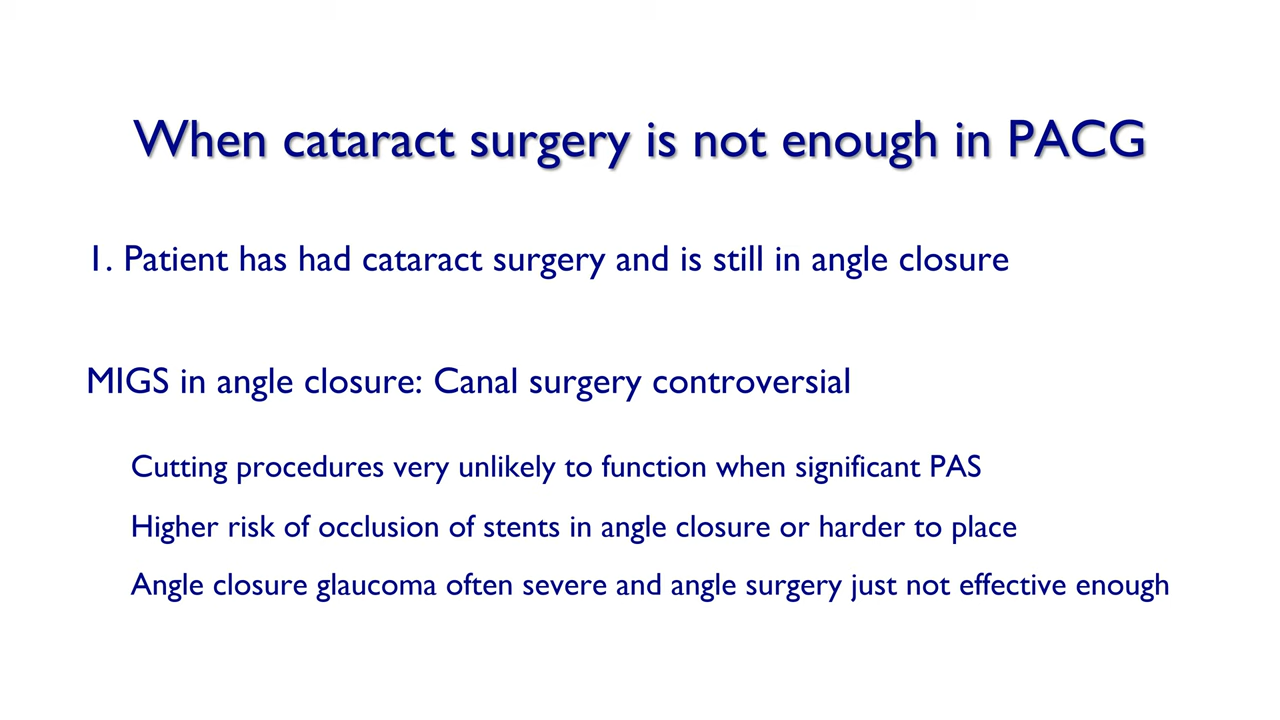 When cataract surgery is not enough in PACG
1. Patient has had cataract surgery and is still in angle closure
MIGS in angle closure: Canal surgery controversial
Cutting procedures very unlikely to function when significant PAS
Higher risk of occlusion of stents in angle closure or harder to place
Angle closure glaucoma often severe and angle surgery just not effective enough